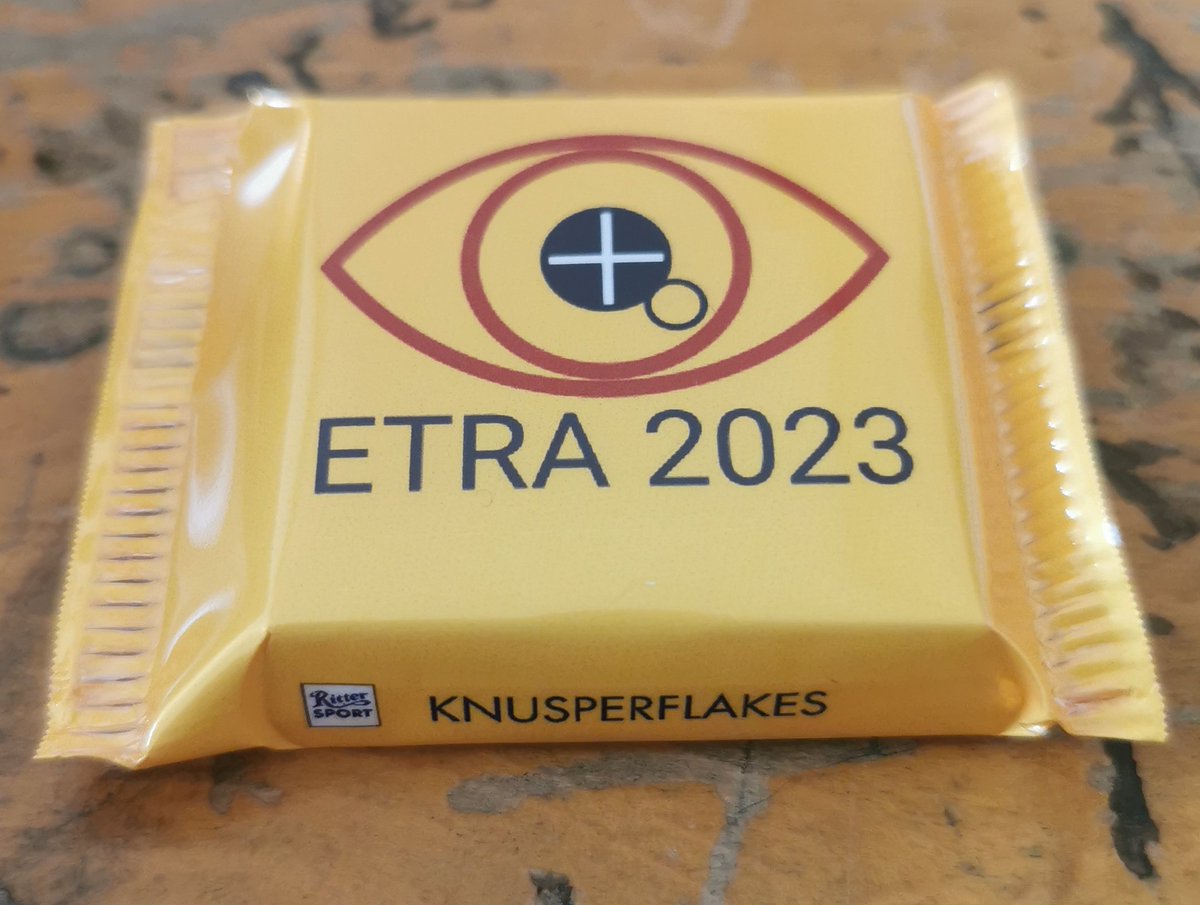 ETRA 2023
Ritter
SPORT
KNUSPERFLAKES